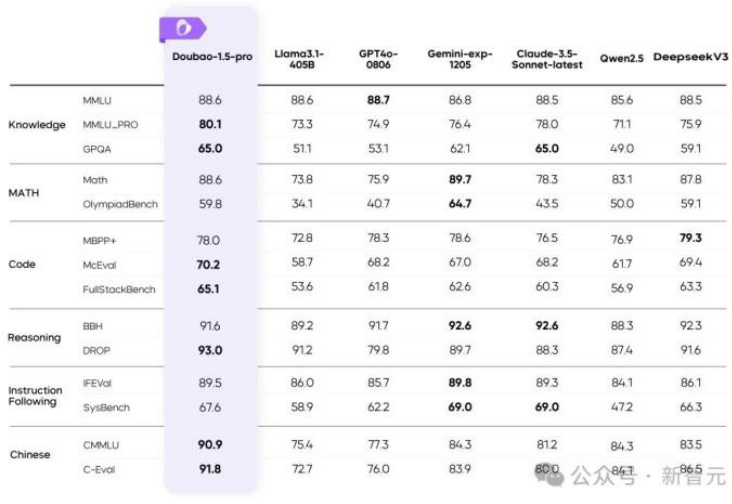 Doubao-1.5-pro Llama3.1-405B GPT4o-0806 Gemini-exp-1205 Claude-3.5-Sonnet-latest Qwen2.5 DeepseekV3
Knowledge
MMLU 88.6 88.6 88.7 86.8 88.5 85.6 88.5
MMLU_PRO 80.1 73.3 74.9 76.4 78.0 71.1 75.9
GPQA 65.0 51.1 53.1 62.1 65.0 49.0 59.1
MATH
Math 88.6 73.8 75.9 89.7 78.3 83.1 87.8
OlympiadBench 59.8 34.1 40.7 64.7 43.5 50.0 59.1
Code
MBPP+ 78.0 72.8 78.3 78.6 76.5 76.9 79.3
McEval 70.2 58.7 68.2 67.0 68.2 61.7 69.4
FullStackBench 65.1 53.6 61.8 62.6 60.3 56.9 63.3
Reasoning
BBH 91.6 89.2 91.7 92.6 92.6 88.3 92.3
DROP 93.0 91.2 79.8 89.7 88.3 87.4 91.6
Instruction Following
IFEVal 89.5 86.0 85.7 89.8 89.3 84.1 86.1
SysBench 67.6 58.9 62.2 69.0 69.0 47.2 66.3
Chinese
CMMLU 90.9 75.4 77.3 84.3 81.2 84.3 83.5
C-Eval 91.8 72.7 76.0 83.9 80.0 84.1 86.5
公众号·新智元